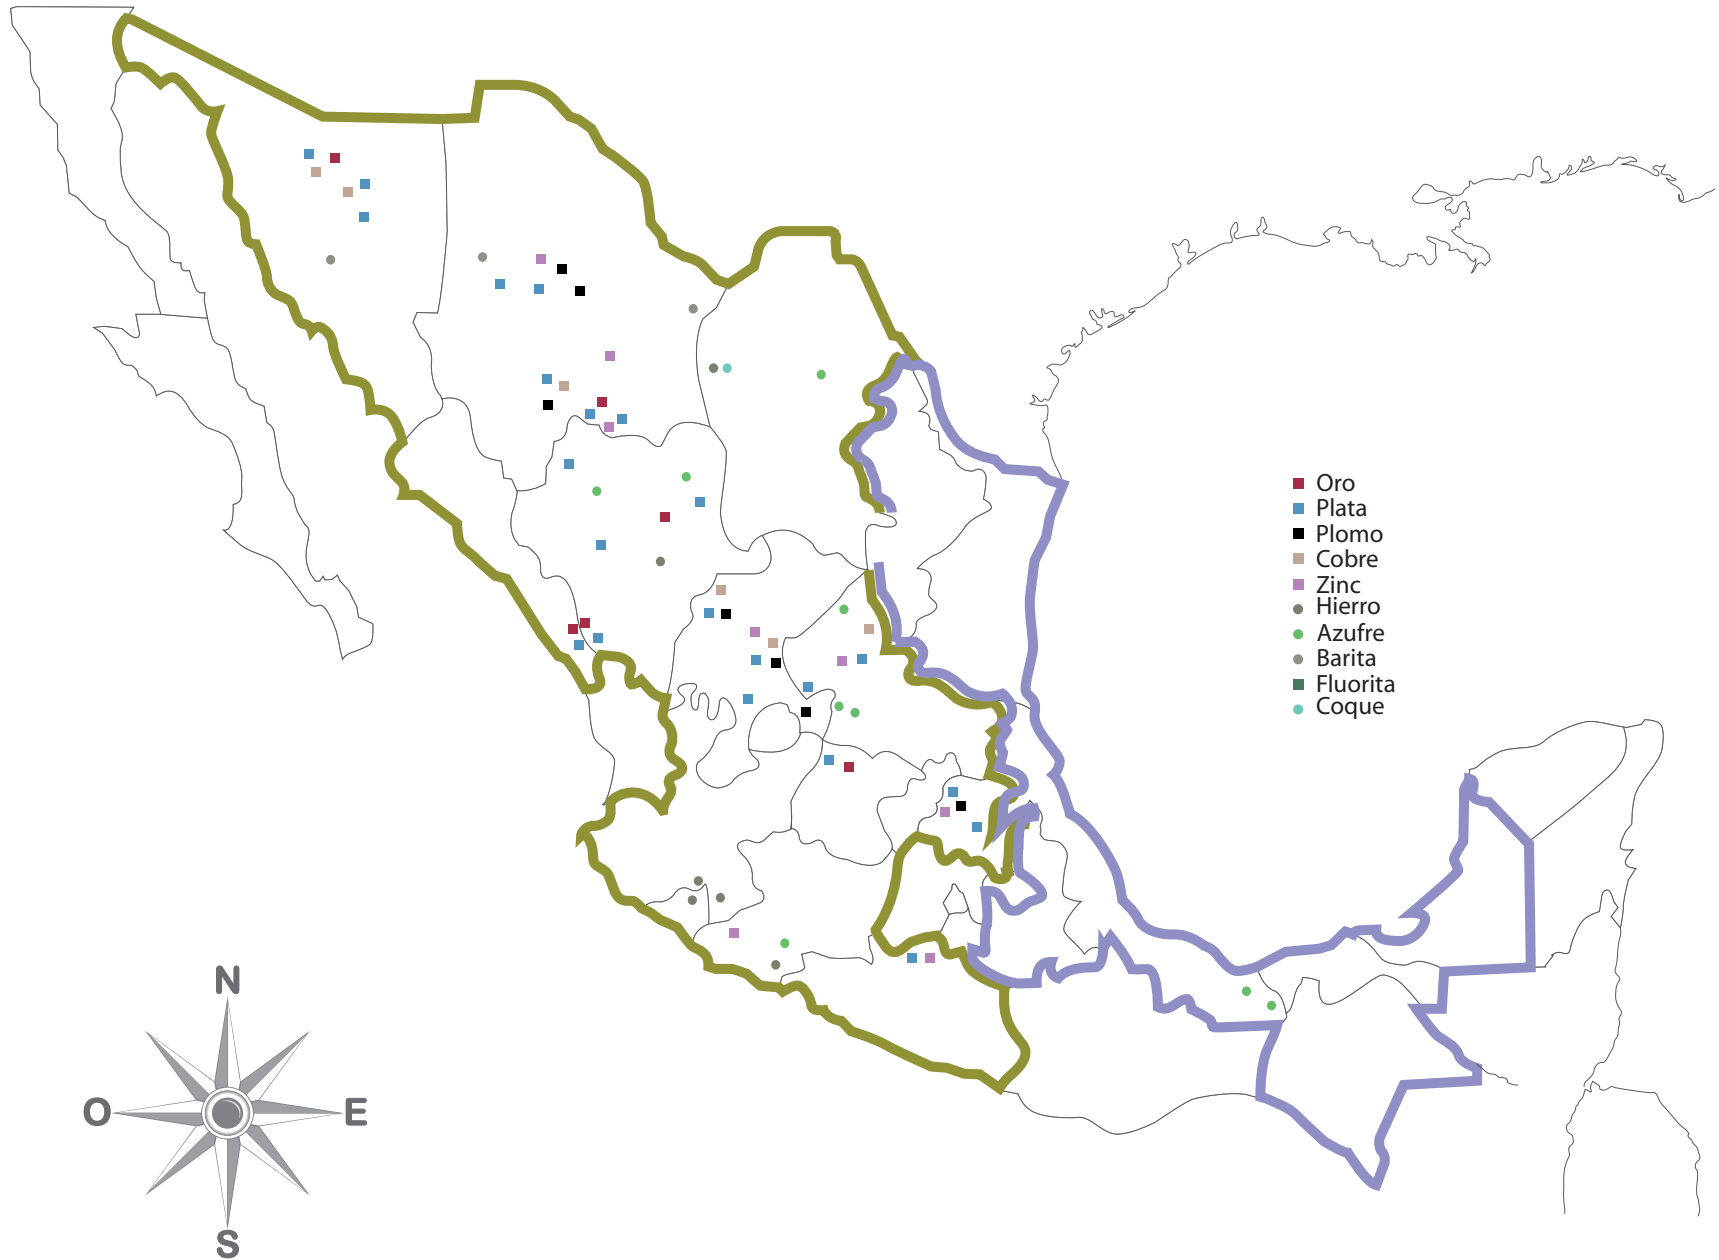 Oro
Plata
Plomo
Cobre
Zinc
Hierro
Azufre
Barita
Fluorita
Coque
N
O
E
S